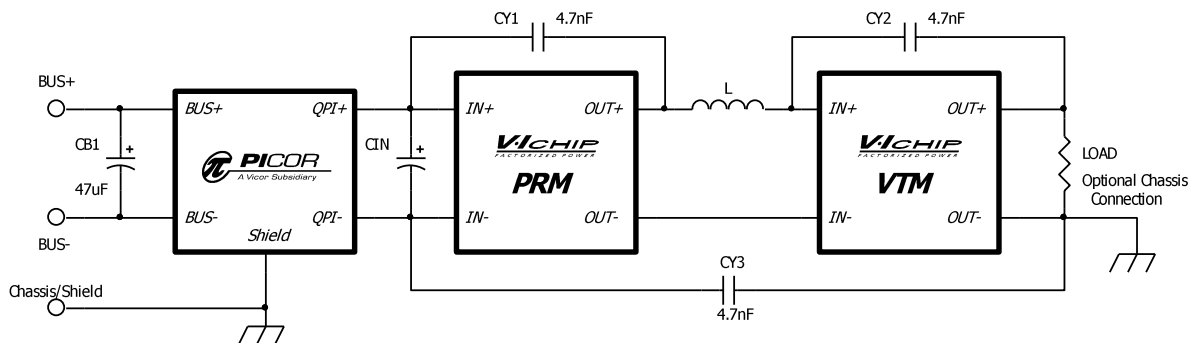 CY1
4.7nF
CY2
4.7nF
BUS+
BUS+
QPI+
IN+
OUT+
L
IN+
OUT+
CB1
+
47uF
π PICOR
A Vicor Subsidiary
CIN
+
V·I CHIP
FACTORIZED POWER
PRM
V·I CHIP
FACTORIZED POWER
VTM
LOAD
Optional Chassis
Connection
BUS-
BUS-
QPI-
Shield
IN-
OUT-
IN-
OUT-
CY3
4.7nF
Chassis/Shield